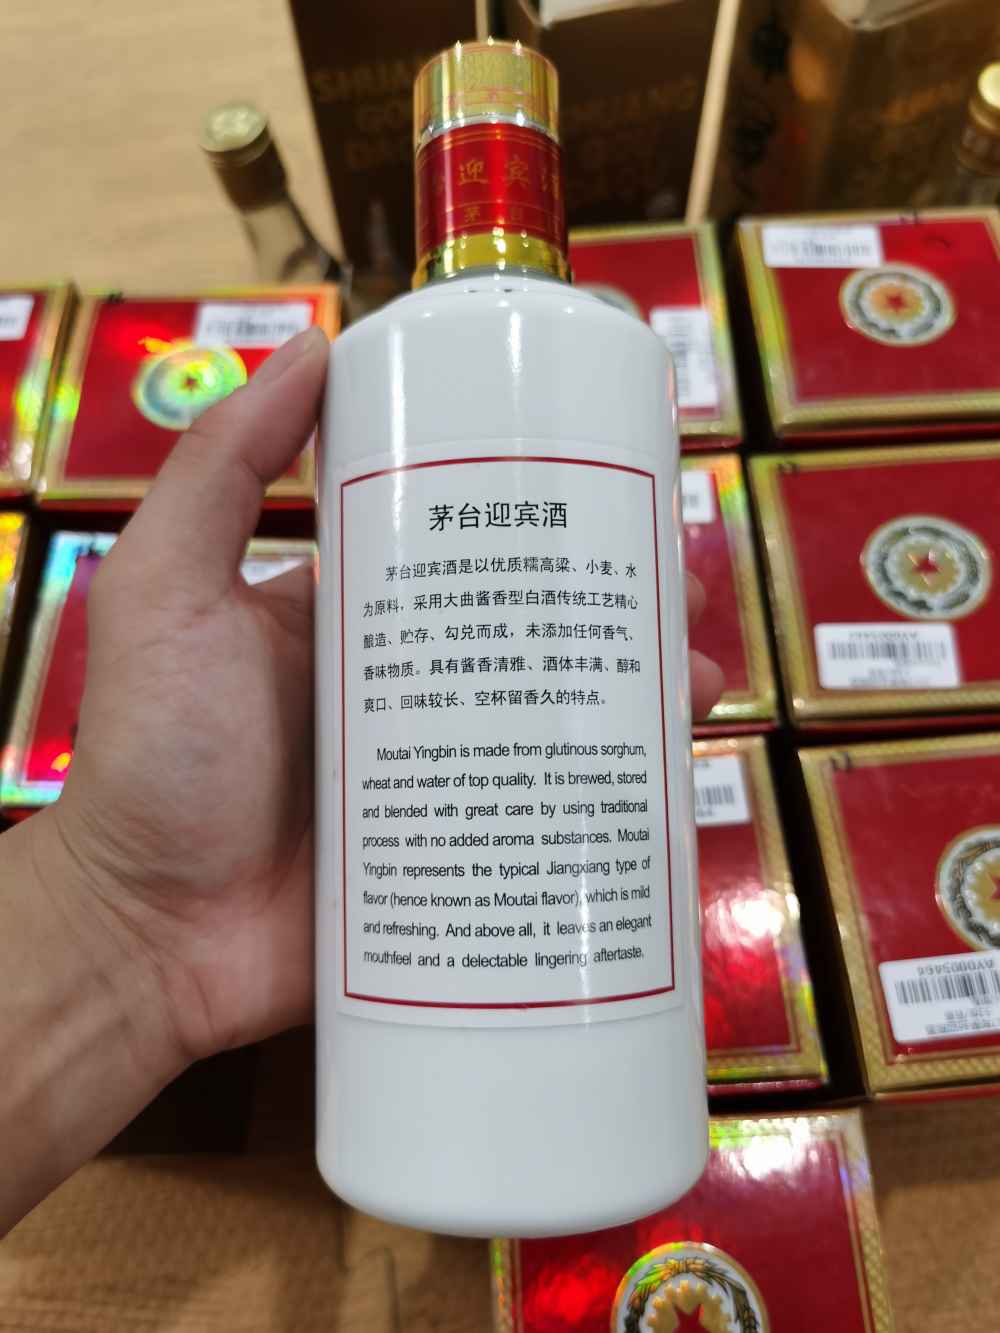 迎宾酒
茅台
茅台迎宾酒
茅台迎宾酒是以优质糯高粱、小麦、水
为原料，采用大曲酱香型白酒传统工艺精心
酿造、贮存、勾兑而成，未添加任何香气、
香味物质。具有酱香清雅、酒体丰满、醇和
爽口、回味较长、空杯留香久的特点。
Moutai Yingbin is made from glutinous sorghum,
wheat and water of top quality. It is brewed, stored
and blended with great care by using traditional
process with no added aroma substances. Moutai
Yingbin represents the typical Jiangxiang type of
flavor (hence known as Moutai flavor), which is mild
and refreshing. And above all, it leaves an elegant
mouthfeel and a delectable lingering aftertaste.